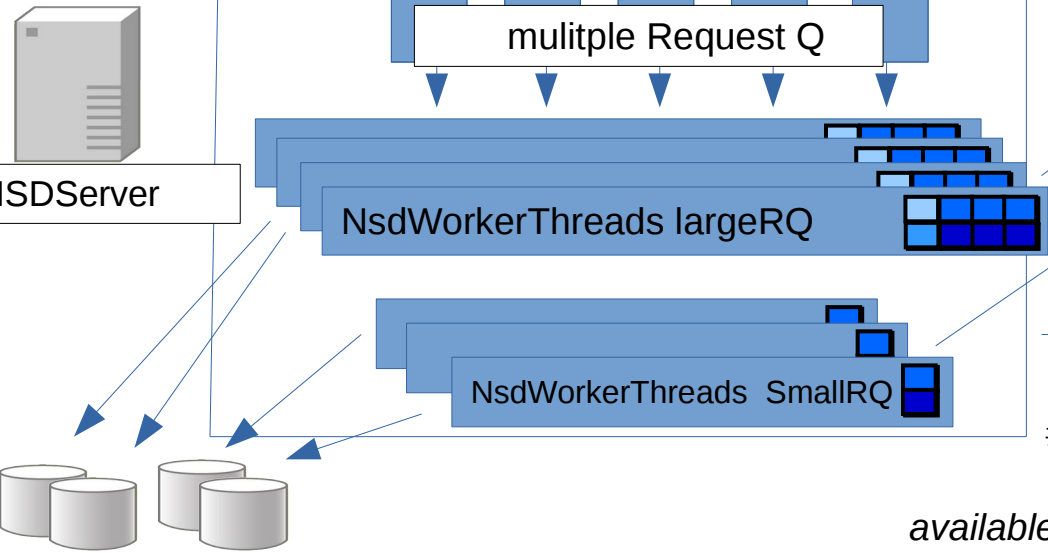 mulitple Request Q
NSDServer
NsdWorkerThreads largeRQ
NsdWorkerThreads SmallRQ
available